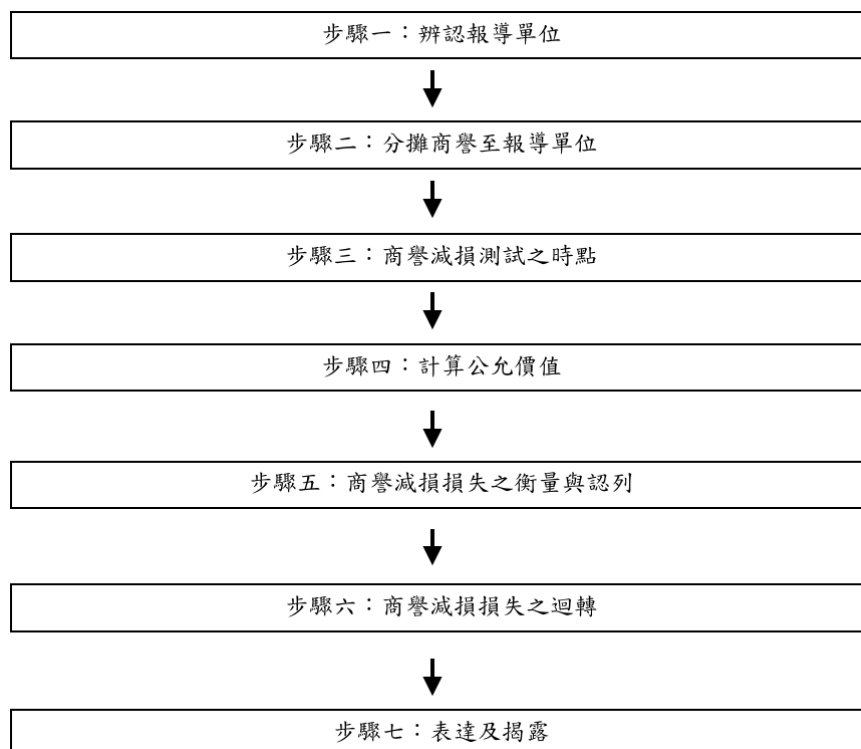 步驟一：辨認報導單位
步驟二：分攤商譽至報導單位
步驟三：商譽減損測試之時點
步驟四：計算公允價值
步驟五：商譽減損損失之衡量與認列
步驟六：商譽減損損失之迴轉
步驟七：表達及揭露